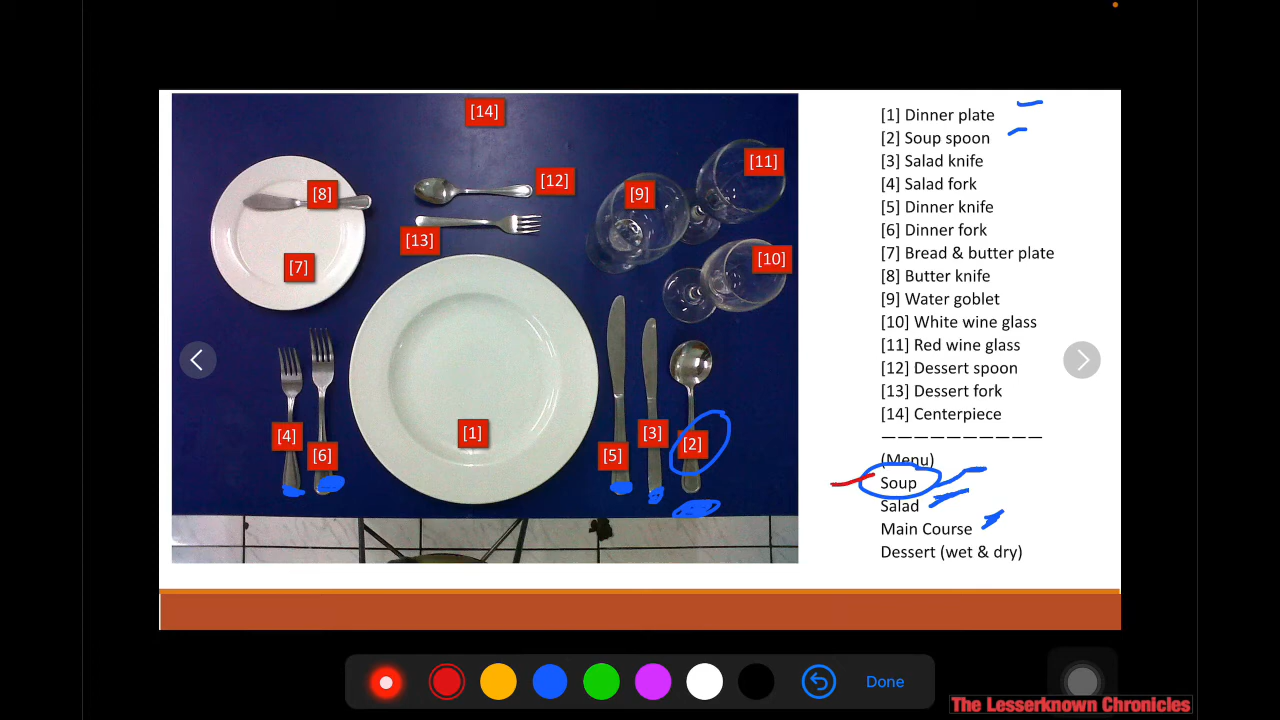 [14]
[11]
[8]
[12]
[9]
[13]
[7]
[10]
[4]
[6]
[1]
[5]
[3]
[2]
[1] Dinner plate
[2] Soup spoon
[3] Salad knife
[4] Salad fork
[5] Dinner knife
[6] Dinner fork
[7] Bread & butter plate
[8] Butter knife
[9] Water goblet
[10] White wine glass
[11] Red wine glass
[12] Dessert spoon
[13] Dessert fork
[14] Centerpiece
——————————
(Menu)
Soup
Salad
Main Course
Dessert (wet & dry)
Done
The Lesserknown Chronicles